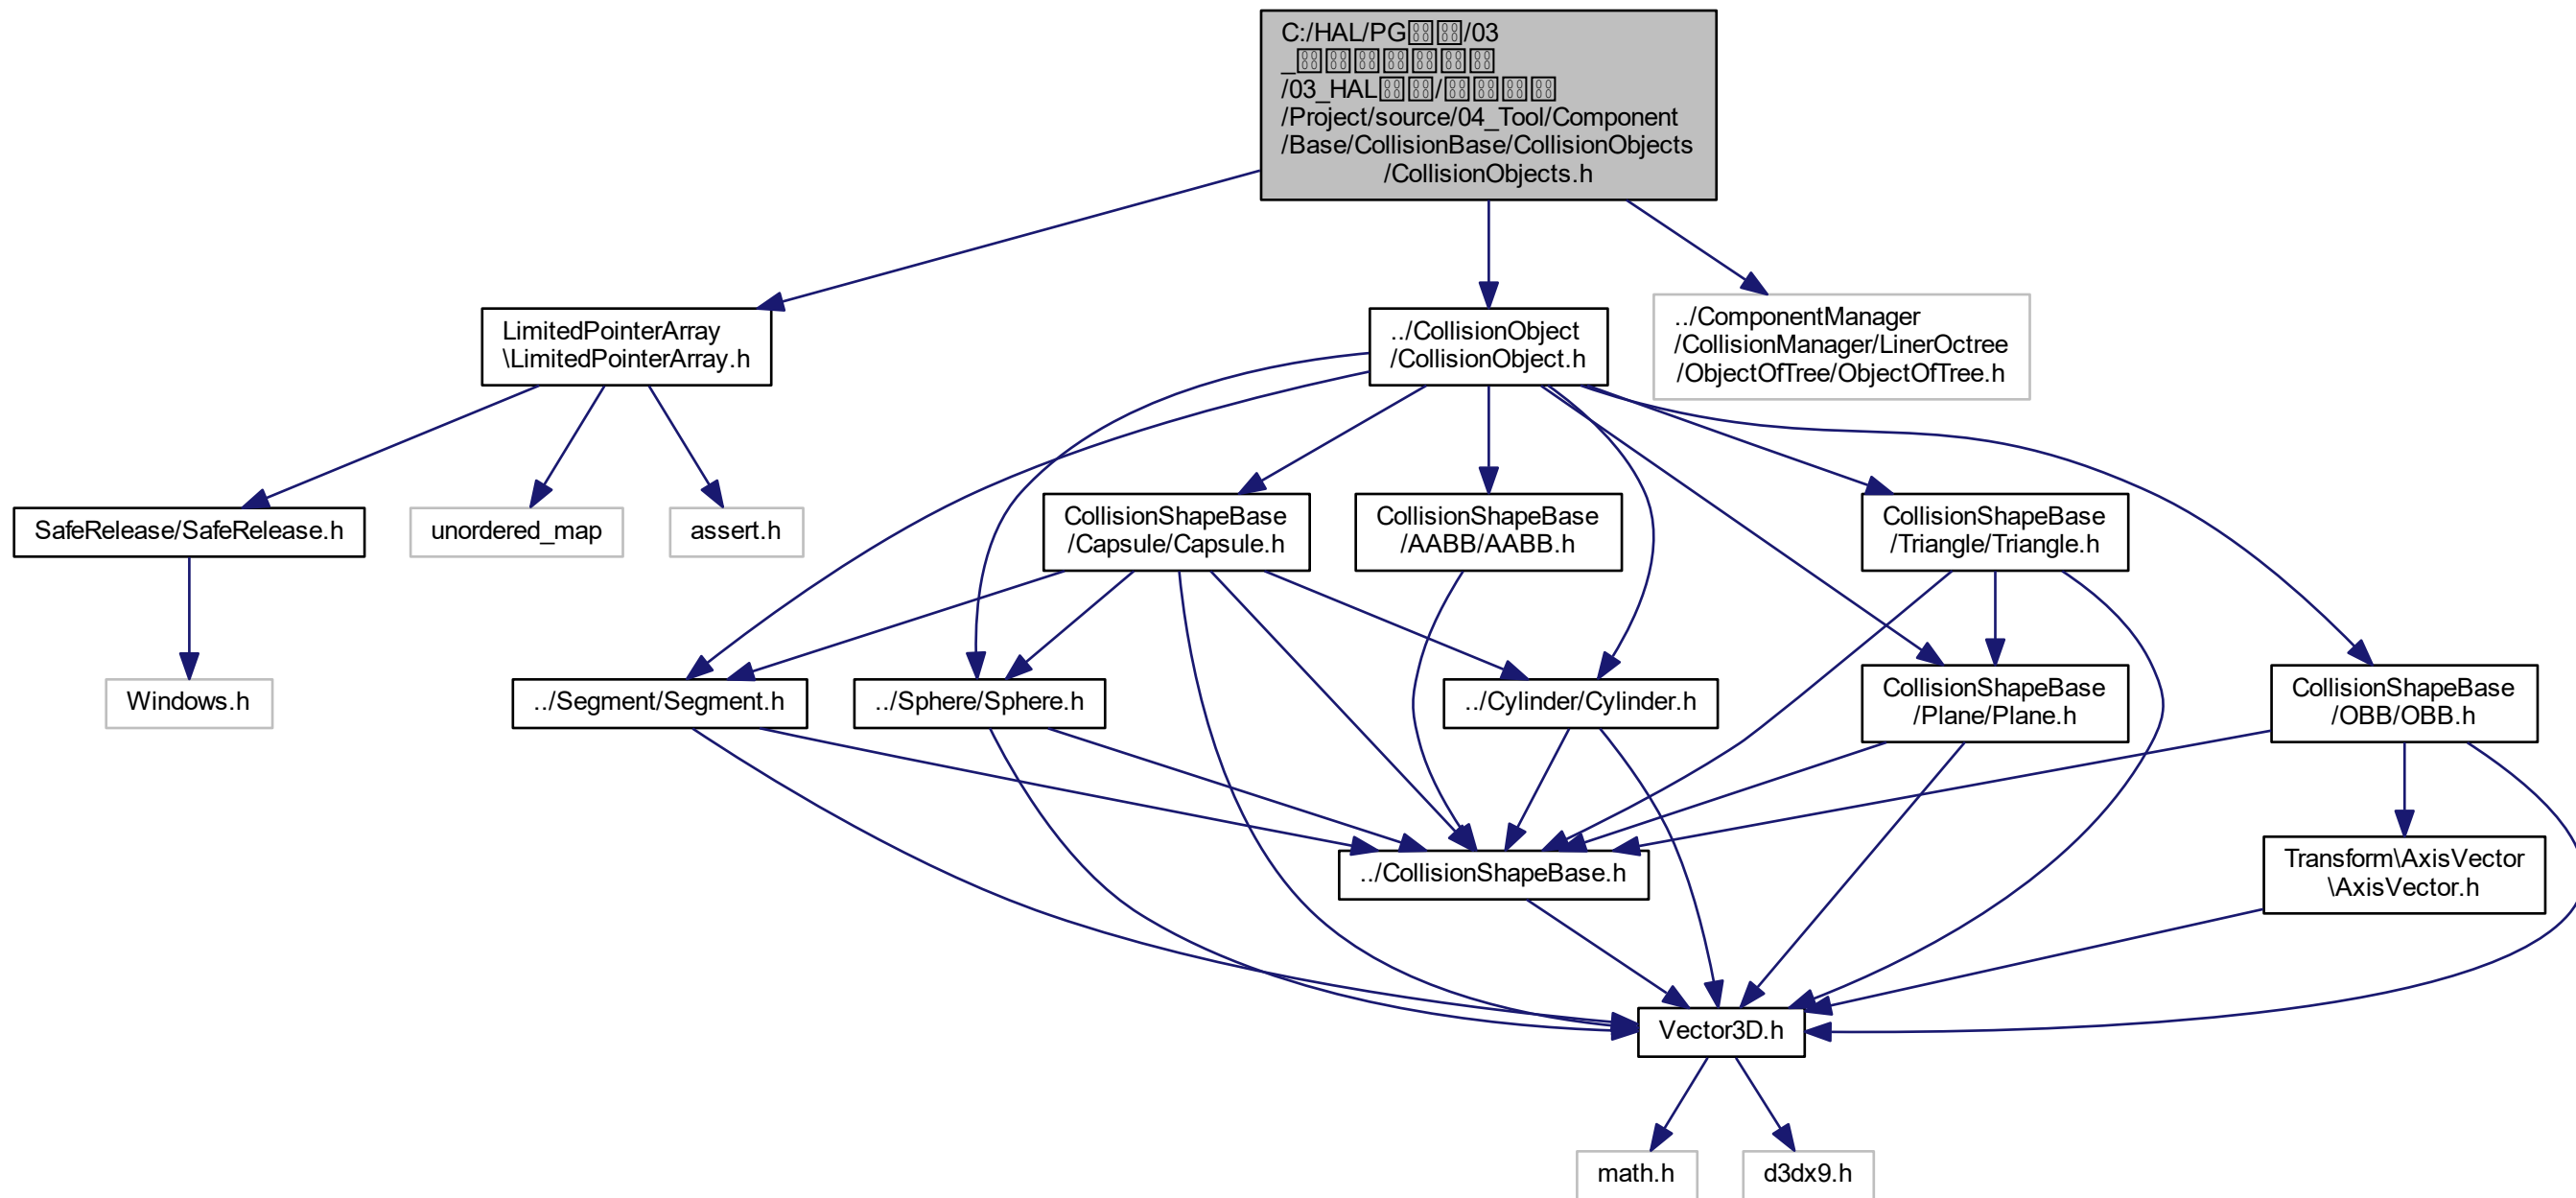 C:/HAL/PG/03
_
/03_HAL/
/Project/source/04_Tool/Component
/Base/CollisionBase/CollisionObjects
/CollisionObjects.h
LimitedPointerArray
\LimitedPointerArray.h
../CollisionObject
/CollisionObject.h
../ComponentManager
/CollisionManager/LinerOctree
/ObjectOfTree/ObjectOfTree.h
SafeRelease/SafeRelease.h
unordered_map
assert.h
CollisionShapeBase
/Capsule/Capsule.h
CollisionShapeBase
/AABB/AABB.h
CollisionShapeBase
/Triangle/Triangle.h
Windows.h
../Segment/Segment.h
../Sphere/Sphere.h
../Cylinder/Cylinder.h
CollisionShapeBase
/Plane/Plane.h
CollisionShapeBase
/OBB/OBB.h
../CollisionShapeBase.h
Transform\AxisVector
\AxisVector.h
Vector3D.h
math.h
d3dx9.h